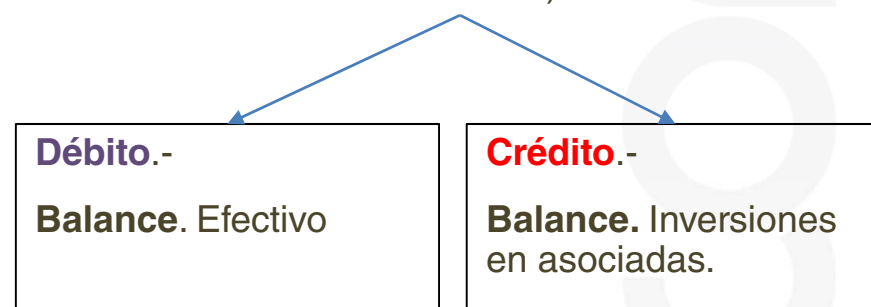 Débito.-
Balance. Efectivo
Crédito.-
Balance. Inversiones
en asociadas.